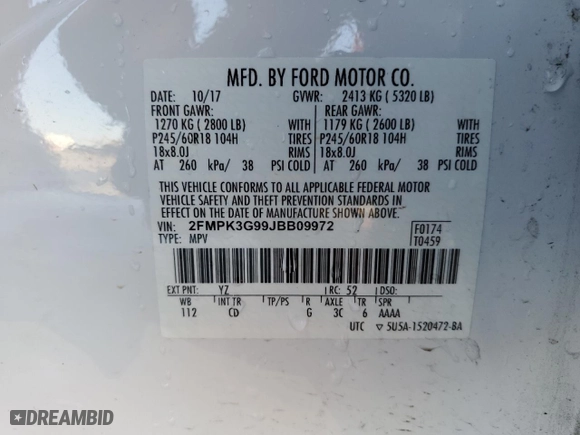 MFD. BY FORD MOTOR CO.
DATE: 10/17 GVWR: 2413 KG ( 5320 LB)
FRONT GAWR: REAR GAWR:
1270 KG ( 2800 LB) WITH 1179 KG ( 2600 LB) WITH
P245/60R18 104H TIRES P245/60R18 104H TIRES
18x8.0J RIMS 18x8.0J RIMS
AT 260 kPa/ 38 PSI COLD AT 260 kPa/ 38 PSI COLD
THIS VEHICLE CONFORMS TO ALL APPLICABLE FEDERAL MOTOR
VEHICLE SAFETY AND THEFT PREVENTION STANDARDS IN
EFFECT ON THE DATE OF MANUFACTURE SHOWN ABOVE.
VIN: 2FMPK3G99JBB09972 F0174
TYPE: MPV T0459
EXT PNT: YZ RC: 52
WB INT TR TP/PS R AXLE TR SPR
112 CD G 3C 6 AAAA
UTC ▽ 5U5A-1520472-BA
DREAMBID